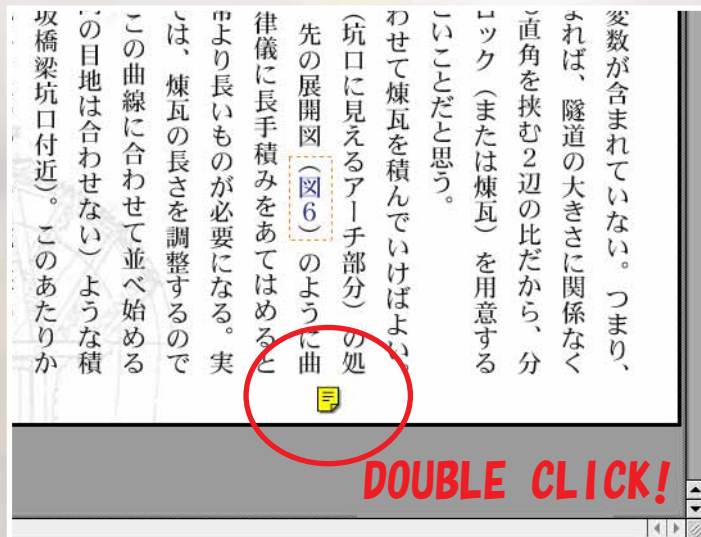 変数が含まれていない。つまり、
まれば、隧道の大きさに関係なく
直角を挟む2辺の比だから、分
ロック（または煉瓦）を用意する
いことだと思う。
わせて煉瓦を積んでいけばよい。
（坑口に見えるアーチ部分）の処
先の展開図（図6）のように曲
律儀に長手積みをあてはめると
常より長いものが必要になる。実
ては、煉瓦の長さを調整するので
この曲線に合わせて並べ始める
の目地は合わせない）ような積
坂橋梁坑口付近）。このあたりか
DOUBLE CLICK!